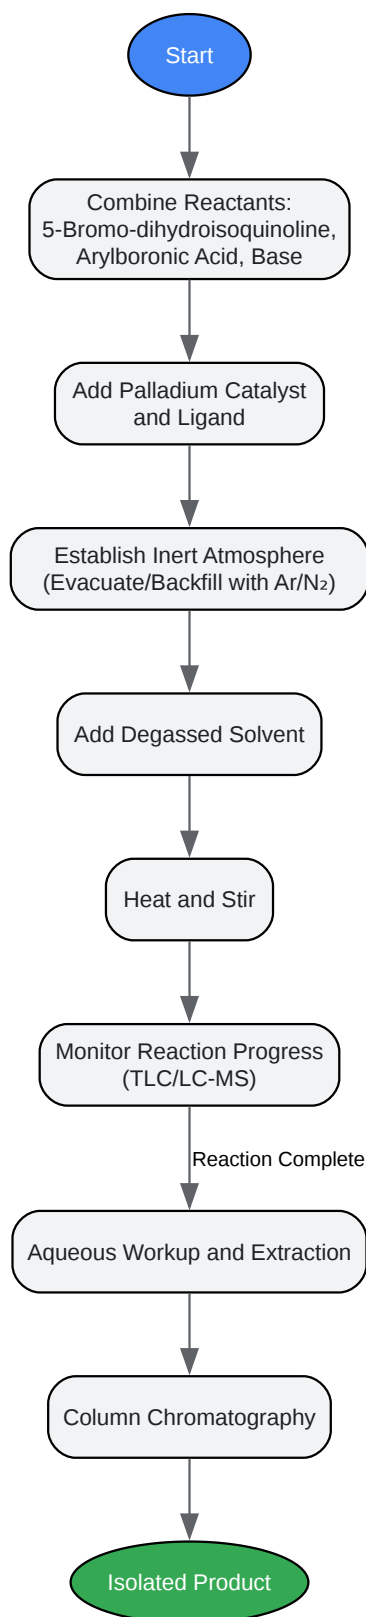 Start
Combine Reactants:
5-Bromo-dihydroisoquinoline,
Arylboronic Acid, Base
Add Palladium Catalyst
and Ligand
Establish Inert Atmosphere
(Evacuate/Backfill with Ar/N₂)
Add Degassed Solvent
Heat and Stir
Monitor Reaction Progress
(TLC/LC-MS)
Reaction Complete
Aqueous Workup and Extraction
Column Chromatography
Isolated Product